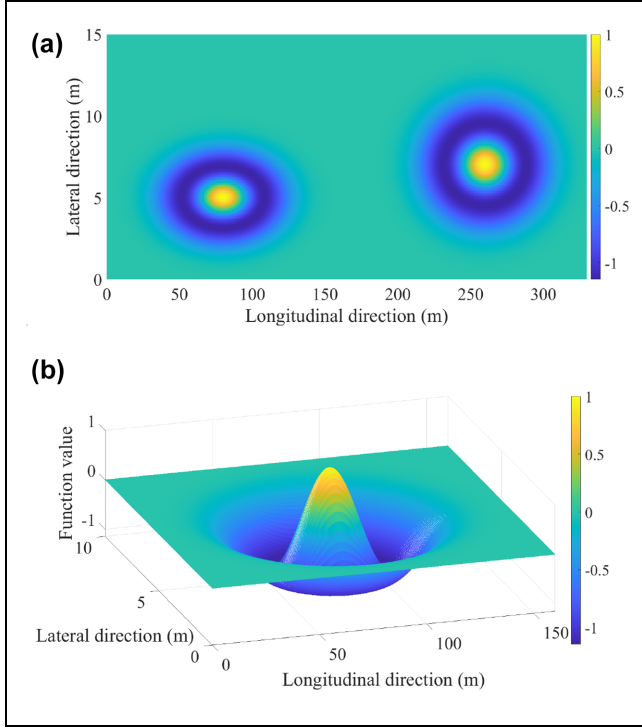 (a)
15
10
5
0
Lateral direction (m)
0 50 100 150 200 250 300
Longitudinal direction (m)
1
0.5
0
-0.5
-1
(b)
1
0
-1
Function value
10
5
0
Lateral direction (m)
0 50 100 150
Longitudinal direction (m)
1
0.5
0
-0.5
-1